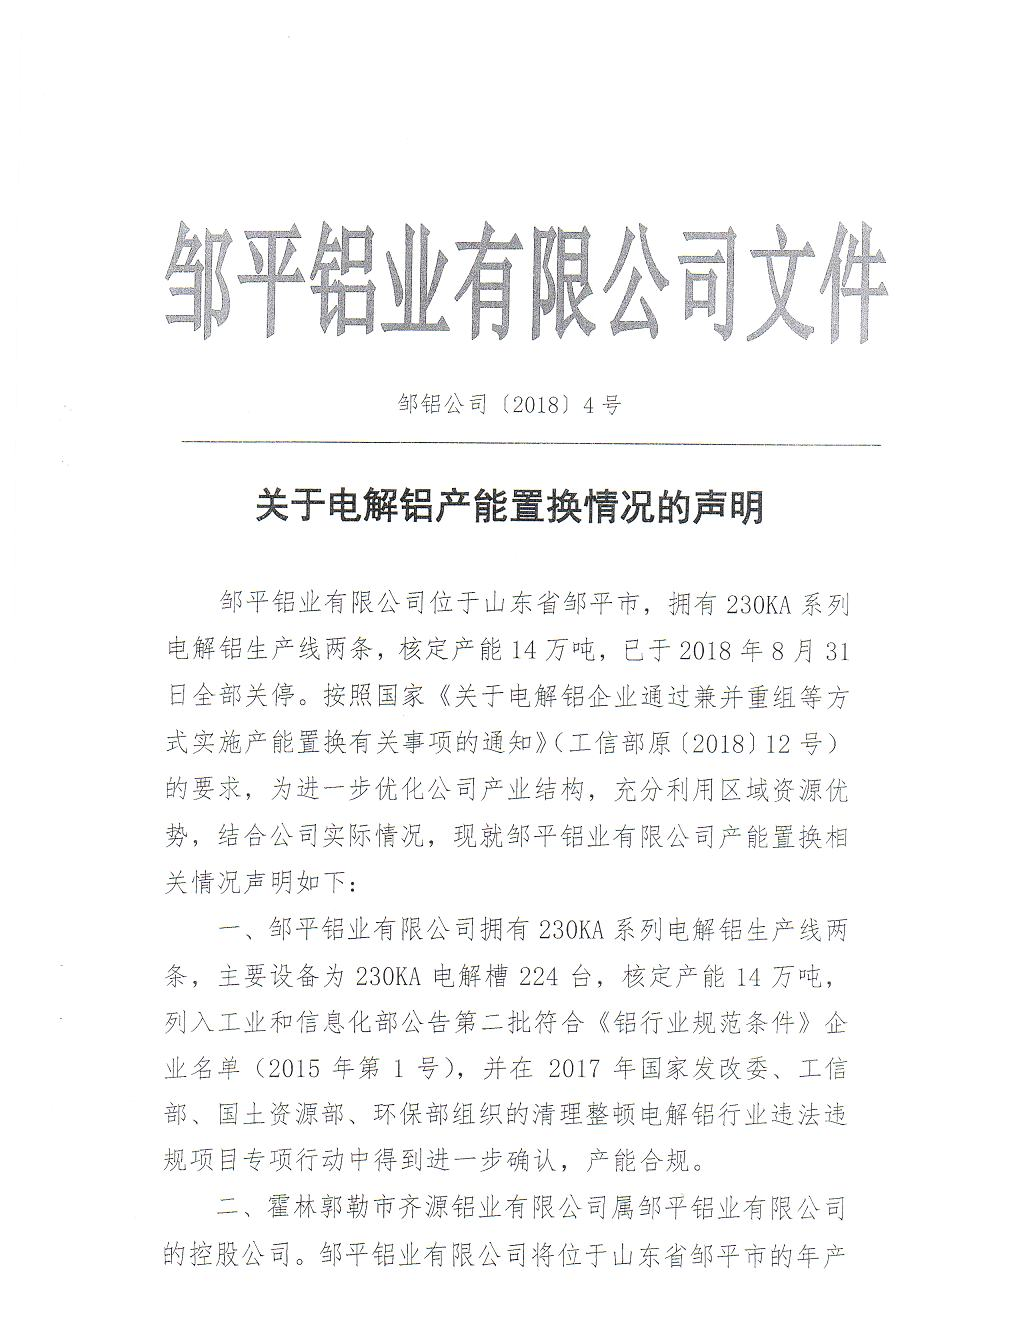 邹平铝业有限公司文件
邹铝公司〔2018〕4号
关于电解铝产能置换情况的声明
邹平铝业有限公司位于山东省邹平市，拥有230KA系列
电解铝生产线两条，核定产能14万吨，已于2018年8月31
日全部关停。按照国家《关于电解铝企业通过兼并重组等方
式实施产能置换有关事项的通知》（工信部原〔2018〕12号）
的要求，为进一步优化公司产业结构，充分利用区域资源优
势，结合公司实际情况，现就邹平铝业有限公司产能置换相
关情况声明如下：
一、邹平铝业有限公司拥有230KA系列电解铝生产线两
条，主要设备为230KA电解槽224台，核定产能14万吨，
列入工业和信息化部公告第二批符合《铝行业规范条件》企
业名单（2015年第1号），并在2017年国家发改委、工信
部、国土资源部、环保部组织的清理整顿电解铝行业违法违
规项目专项行动中得到进一步确认，产能合规。
二、霍林郭勒市齐源铝业有限公司属邹平铝业有限公司
的控股公司。邹平铝业有限公司将位于山东省邹平市的年产